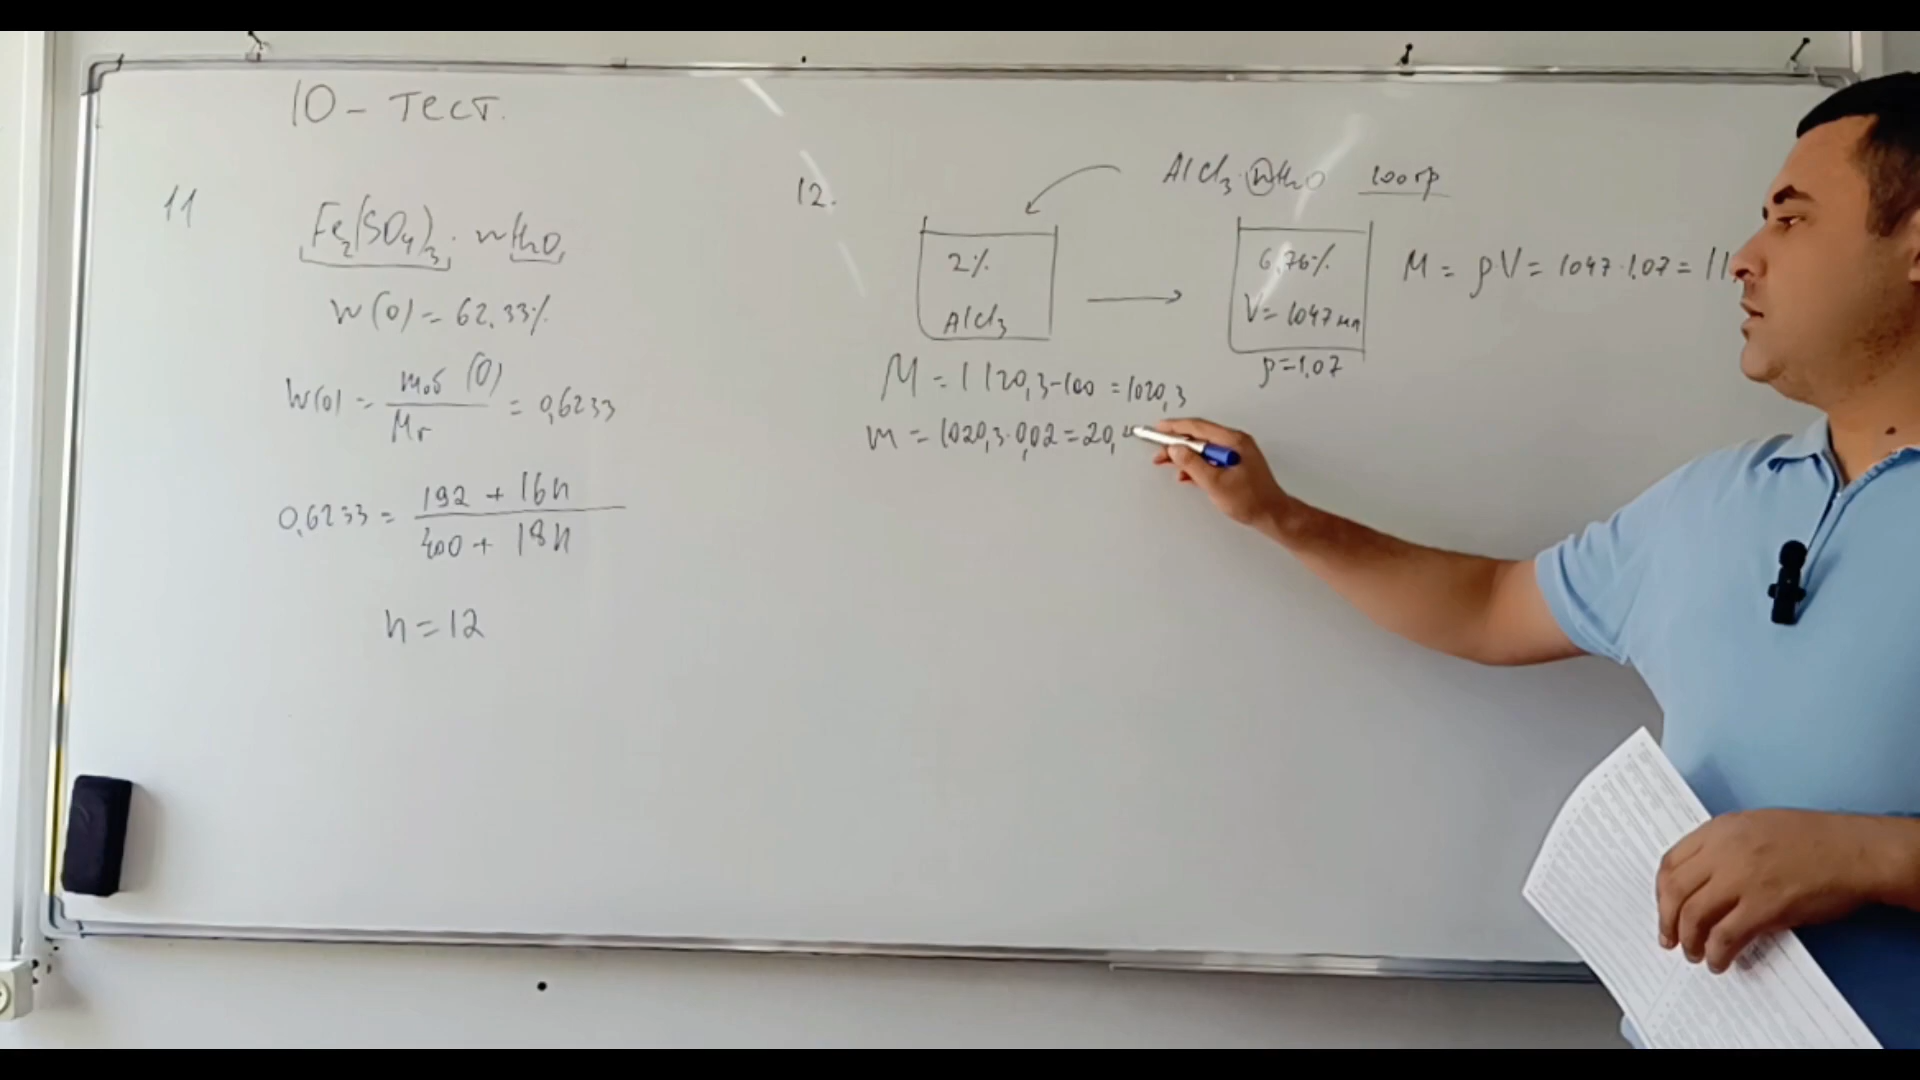 10 - тест.
11
Fe₂(SO₄)₃ · nH₂O
W(O) = 62,33%
W(O) = mоб (O) / Mr = 0,6233
0,6233 = 192 + 16n / 400 + 18n
n = 12
12.
AlCl₃ · nH₂O 100гр
2%
AlCl₃
6,76%
V = 1047 мл
ρ = 1,07
M = ρV = 1047 · 1,07 = 11
M = 1120,3 - 100 = 1020,3
m = 1020,3 · 0,02 = 20,4